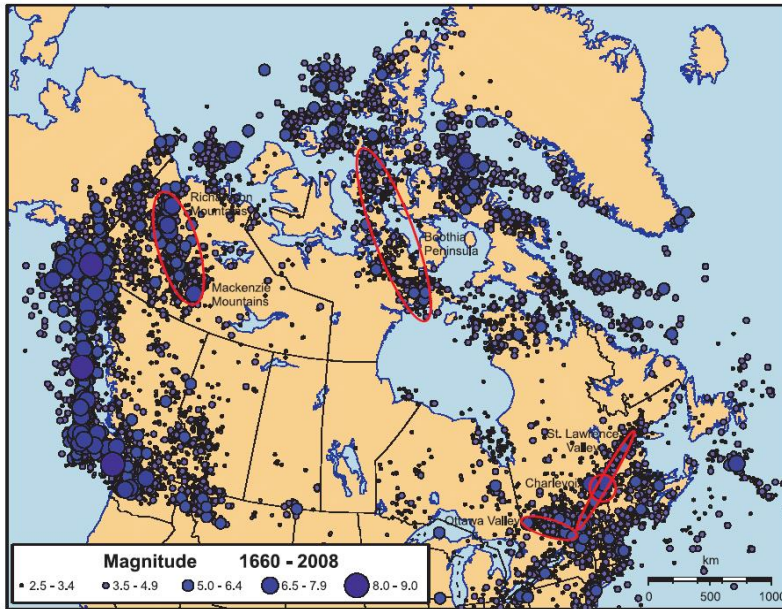 Richardson
Mountains
Mackenzie
Mountains
Boothia
Peninsula
St. Lawrence
Valley
Charlevoix
Ottawa Valley
Magnitude 1660 - 2008
2.5 - 3.4 3.5 - 4.9 5.0 - 6.4 6.5 - 7.9 8.0 - 9.0
km
0 500 1000